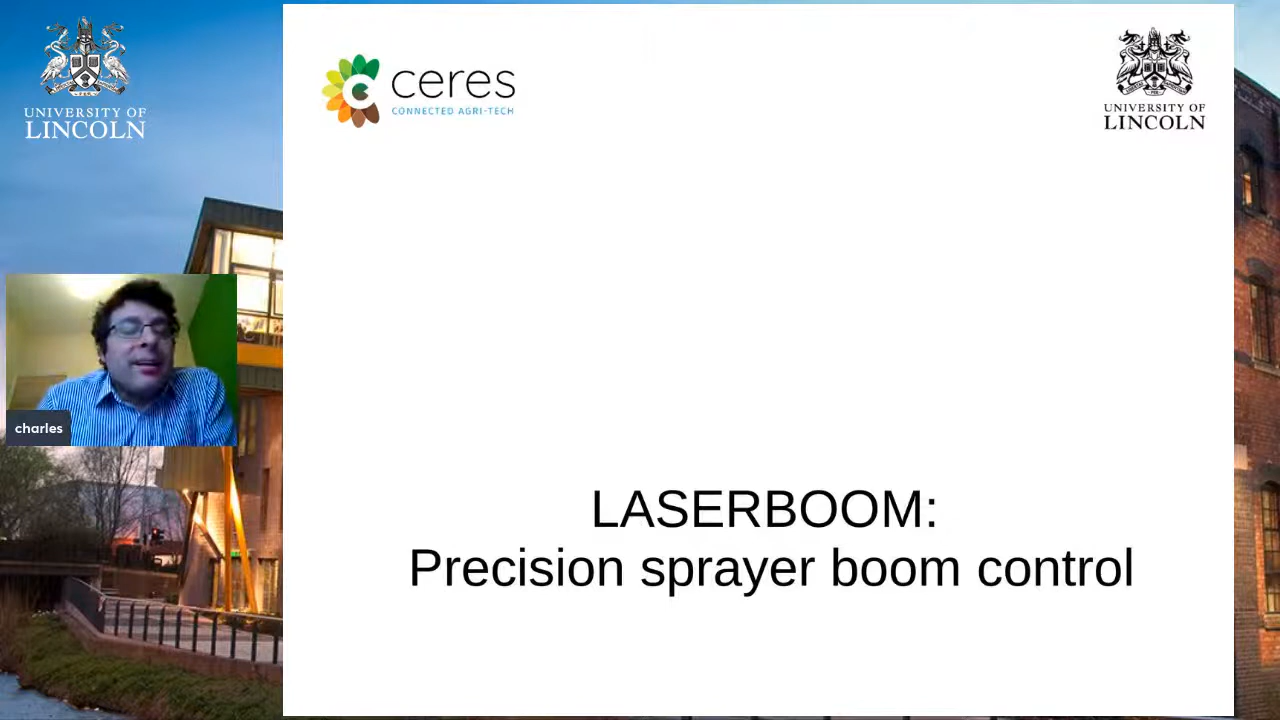 UNIVERSITY OF
LINCOLN
ceres
CONNECTED AGRI-TECH
UNIVERSITY OF
LINCOLN
charles
LASERBOOM:
Precision sprayer boom control